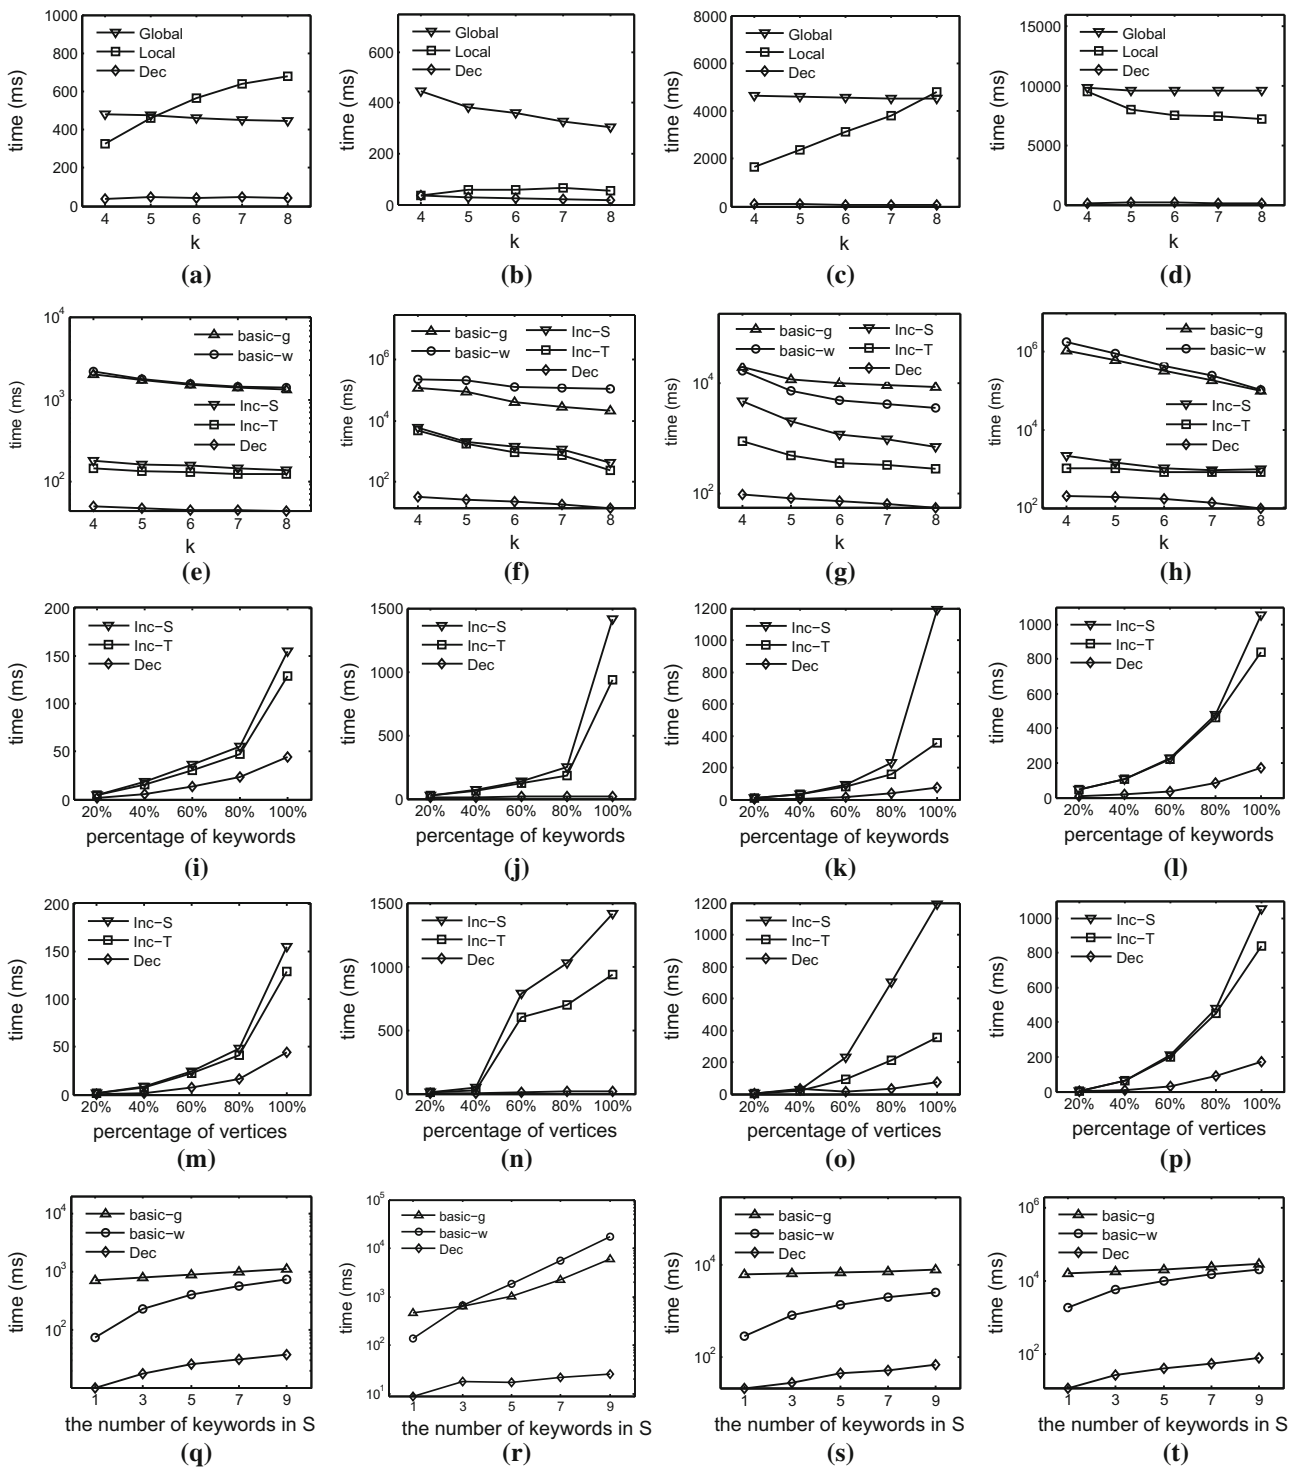 1000
800
600
400
200
0
time (ms)
Global
Local
Dec
4 5 6 7 8
k
(a)
600
400
200
0
time (ms)
Global
Local
Dec
4 5 6 7 8
k
(b)
8000
6000
4000
2000
0
time (ms)
Global
Local
Dec
4 5 6 7 8
k
(c)
15000
10000
5000
0
time (ms)
Global
Local
Dec
4 5 6 7 8
k
(d)
10^4
10^3
10^2
time (ms)
basic-g
basic-w
Inc-S
Inc-T
Dec
4 5 6 7 8
k
(e)
10^6
10^4
10^2
time (ms)
basic-g Inc-S
basic-w Inc-T
Dec
4 5 6 7 8
k
(f)
10^4
10^2
time (ms)
basic-g Inc-S
basic-w Inc-T
Dec
4 5 6 7 8
k
(g)
10^6
10^4
10^2
time (ms)
basic-g
basic-w
Inc-S
Inc-T
Dec
4 5 6 7 8
k
(h)
200
150
100
50
0
time (ms)
Inc-S
Inc-T
Dec
20% 40% 60% 80% 100%
percentage of keywords
(i)
1500
1000
500
0
time (ms)
Inc-S
Inc-T
Dec
20% 40% 60% 80% 100%
percentage of keywords
(j)
1200
1000
800
600
400
200
0
time (ms)
Inc-S
Inc-T
Dec
20% 40% 60% 80% 100%
percentage of keywords
(k)
1000
800
600
400
200
0
time (ms)
Inc-S
Inc-T
Dec
20% 40% 60% 80% 100%
percentage of keywords
(l)
200
150
100
50
0
time (ms)
Inc-S
Inc-T
Dec
20% 40% 60% 80% 100%
percentage of vertices
(m)
1500
1000
500
0
time (ms)
Inc-S
Inc-T
Dec
20% 40% 60% 80% 100%
percentage of vertices
(n)
1200
1000
800
600
400
200
0
time (ms)
Inc-S
Inc-T
Dec
20% 40% 60% 80% 100%
percentage of vertices
(o)
1000
800
600
400
200
0
time (ms)
Inc-S
Inc-T
Dec
20% 40% 60% 80% 100%
percentage of vertices
(p)
10^4
10^3
10^2
time (ms)
basic-g
basic-w
Dec
1 3 5 7 9
the number of keywords in S
(q)
10^5
10^4
10^3
10^2
10^1
time (ms)
basic-g
basic-w
Dec
1 3 5 7 9
the number of keywords in S
(r)
10^4
10^2
time (ms)
basic-g
basic-w
Dec
1 3 5 7 9
the number of keywords in S
(s)
10^6
10^4
10^2
time (ms)
basic-g
basic-w
Dec
1 3 5 7 9
the number of keywords in S
(t)